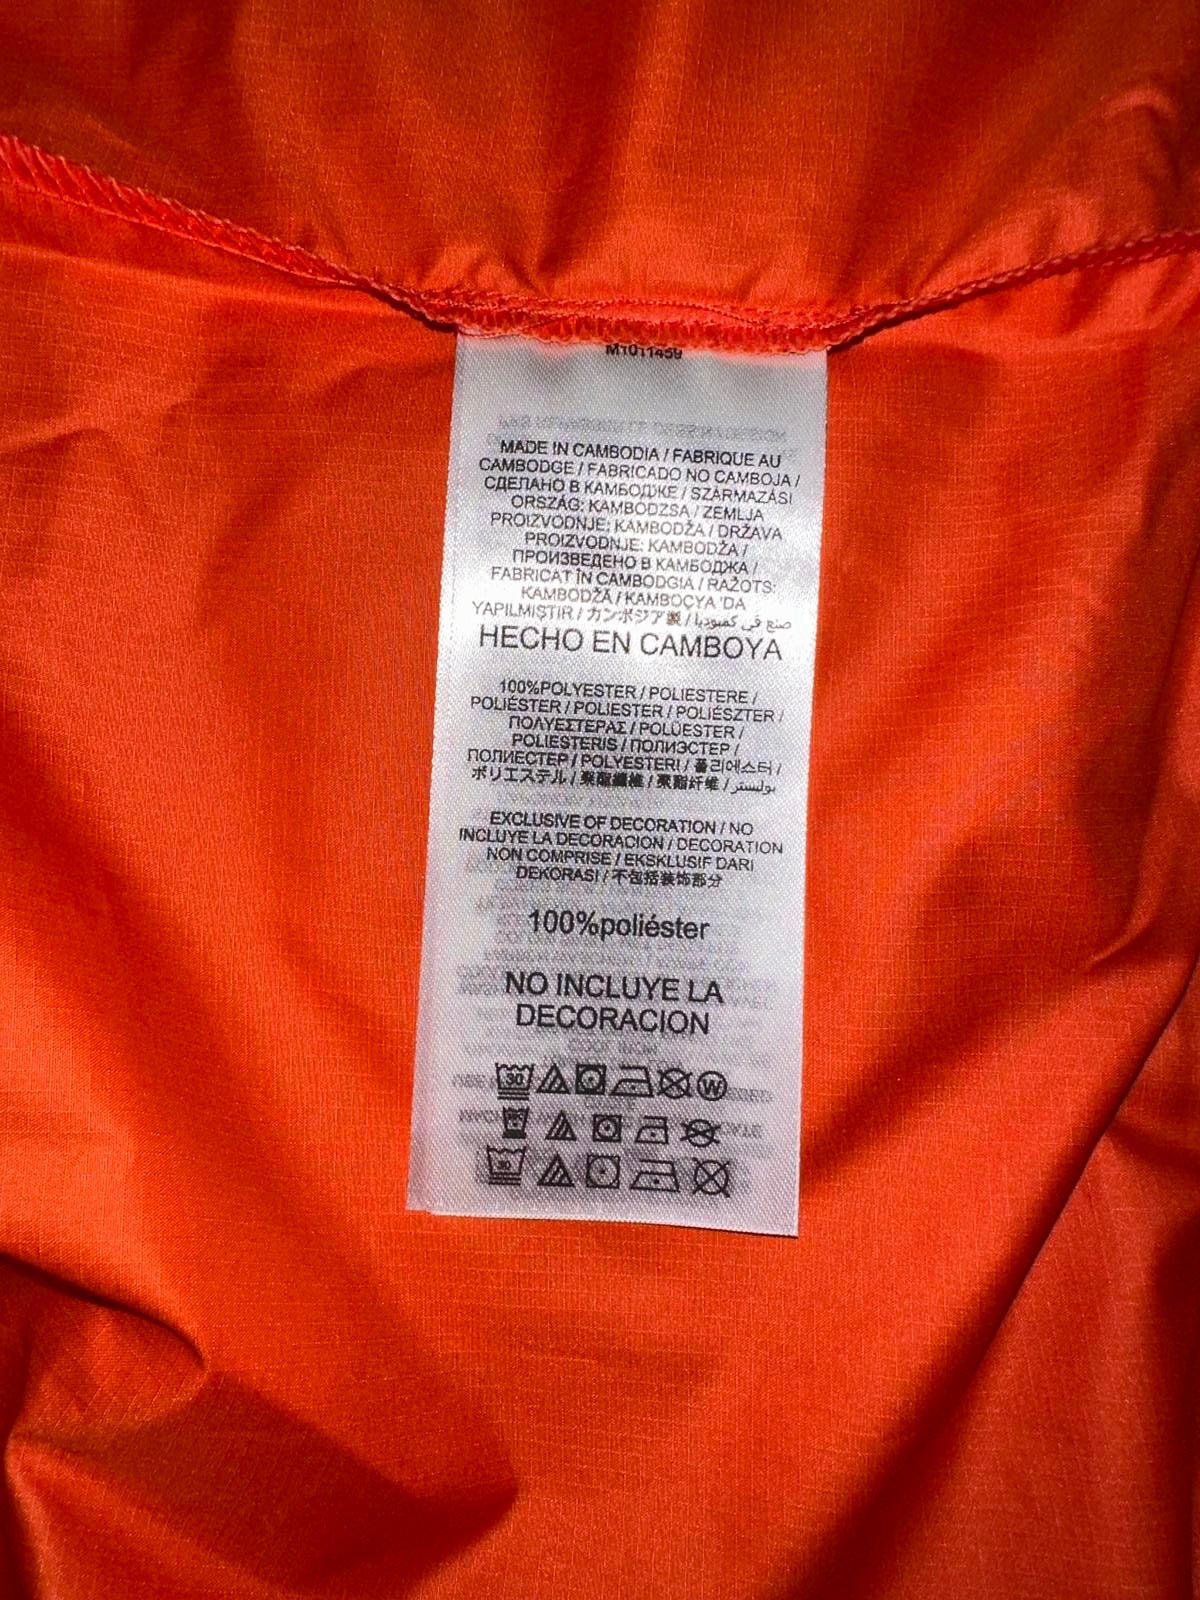 M1011459
MADE IN CAMBODIA / FABRIQUE AU
CAMBODGE / FABRICADO NO CAMBOJA /
СДЕЛАНО В КАМБОДЖЕ / SZÁRMAZÁSI
ORSZÁG: KAMBODZSA / ZEMLJA
PROIZVODNJE: KAMBODŽA / DRŽAVA
PROIZVODNJE: KAMBODŽA /
ПРОИЗВЕДЕНО В КАМБОДЖА /
FABRICAT ÎN CAMBODGIA / RAŽOTS:
KAMBODŽĀ / KAMBOÇYA 'DA
YAPILMIŞTIR / カンボジア製 / صنع في كمبوديا
HECHO EN CAMBOYA
100%POLYESTER / POLIESTERE /
POLIÉSTER / POLIESTER / POLIÉSZTER /
ΠΟΛΥΕΣΤΕΡΑΣ / POLÜESTER /
POLIESTERIS / ПОЛИЭСТЕР /
ПОЛИЕСТЕР / POLYESTERI / 폴리에스터 /
ポリエステル / 聚酯纖維 / 聚酯纤维 / بوليستر
EXCLUSIVE OF DECORATION / NO
INCLUYE LA DECORACION / DECORATION
NON COMPRISE / EKSKLUSIF DARI
DEKORASI / 不包括装饰部分
100%poliéster
NO INCLUYE LA
DECORACION
30 W
30